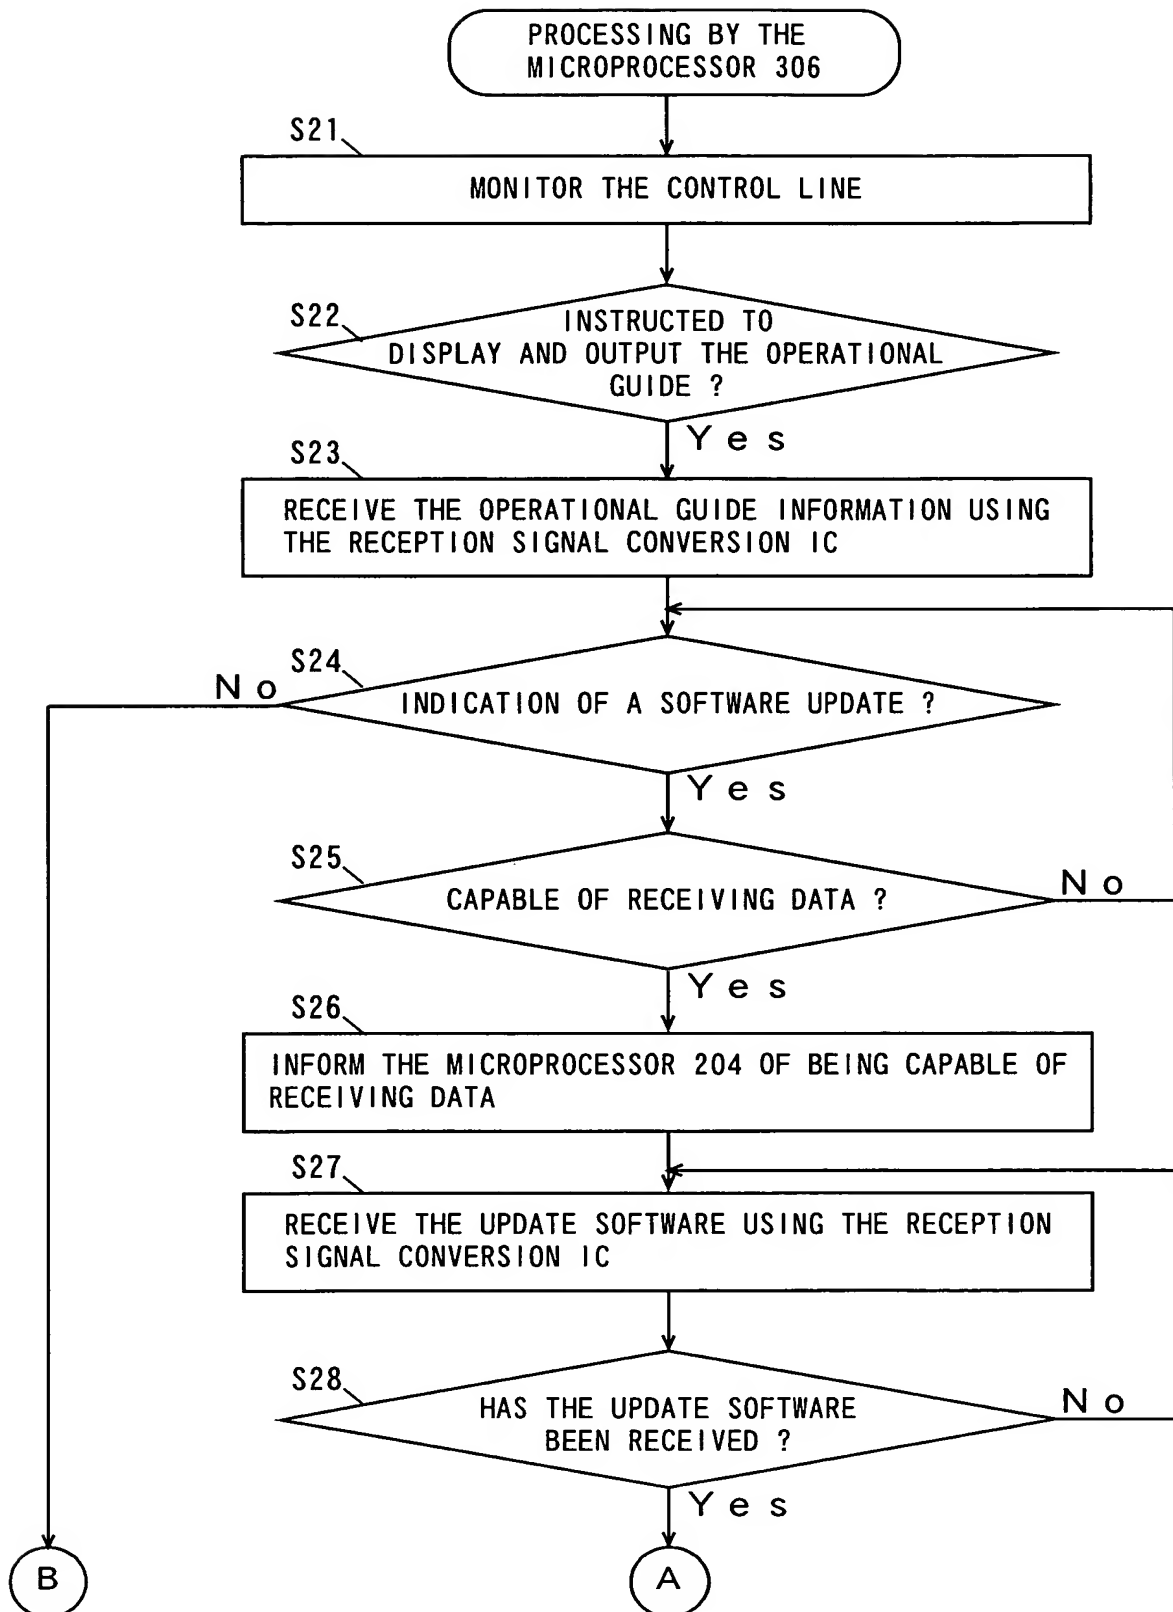 PROCESSING BY THE
MICROPROCESSOR 306
S21
MONITOR THE CONTROL LINE
S22
INSTRUCTED TO
DISPLAY AND OUTPUT THE OPERATIONAL
GUIDE ?
Yes
S23
RECEIVE THE OPERATIONAL GUIDE INFORMATION USING
THE RECEPTION SIGNAL CONVERSION IC
S24
No
INDICATION OF A SOFTWARE UPDATE ?
Yes
S25
CAPABLE OF RECEIVING DATA ?
No
Yes
S26
INFORM THE MICROPROCESSOR 204 OF BEING CAPABLE OF
RECEIVING DATA
S27
RECEIVE THE UPDATE SOFTWARE USING THE RECEPTION
SIGNAL CONVERSION IC
S28
HAS THE UPDATE SOFTWARE
BEEN RECEIVED ?
No
Yes
B
A